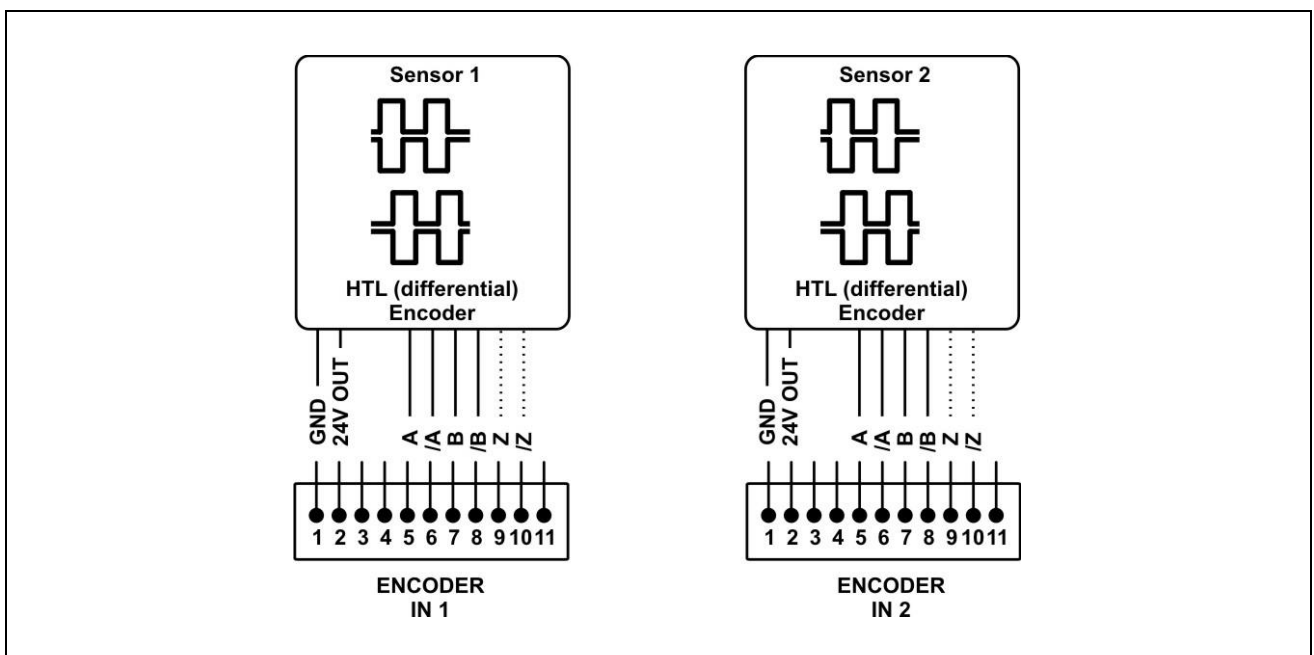 Sensor 1
HTL (differential)
Encoder
GND
24V OUT
A
/A
B
/B
Z
/Z
1 2 3 4 5 6 7 8 9 10 11
ENCODER
IN 1
Sensor 2
HTL (differential)
Encoder
GND
24V OUT
A
/A
B
/B
Z
/Z
1 2 3 4 5 6 7 8 9 10 11
ENCODER
IN 2